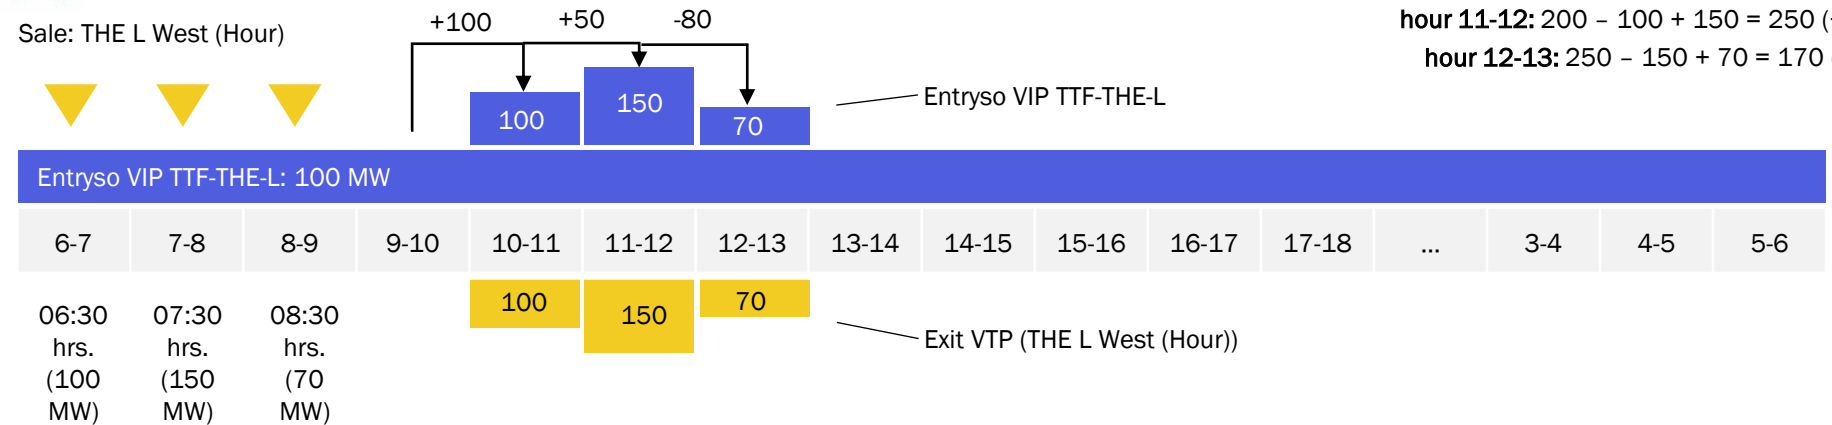 Sale: THE L West (Hour)
+100
+50
-80
hour 11-12: 200 – 100 + 150 = 250 (
hour 12-13: 250 – 150 + 70 = 170
100
150
70
Entryso VIP TTF-THE-L
Entryso VIP TTF-THE-L: 100 MW
6-7 7-8 8-9 9-10 10-11 11-12 12-13 13-14 14-15 15-16 16-17 17-18 ... 3-4 4-5 5-6
100
150
70
06:30
hrs.
(100
MW)
07:30
hrs.
(150
MW)
08:30
hrs.
(70
MW)
Exit VTP (THE L West (Hour))